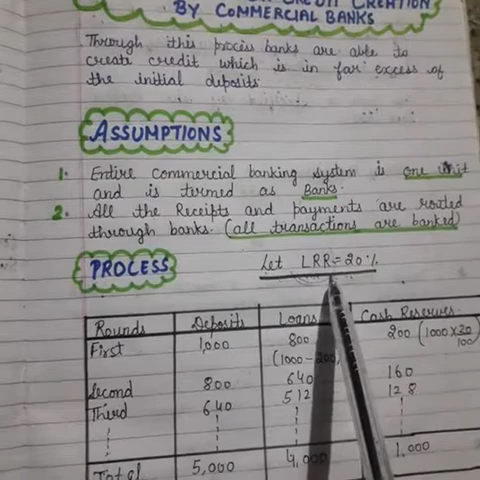 CREDIT CREATION
BY COMMERCIAL BANKS
Through this process banks are able to
create credit which is in far excess of
the initial deposits.
ASSUMPTIONS
1. Entire commercial banking system is one unit
and is termed as Banks.
2. All the Receipts and payments are routed
through banks. (all transactions are banked)
PROCESS Let LRR = 20%
Rounds Deposits Loans Cash Reserves
First 1,000 800 200 (1000 × 20/100)
(1000 - 200)
Second 800 640 160
Third 640 512 128
Total 5,000 4,000 1,000